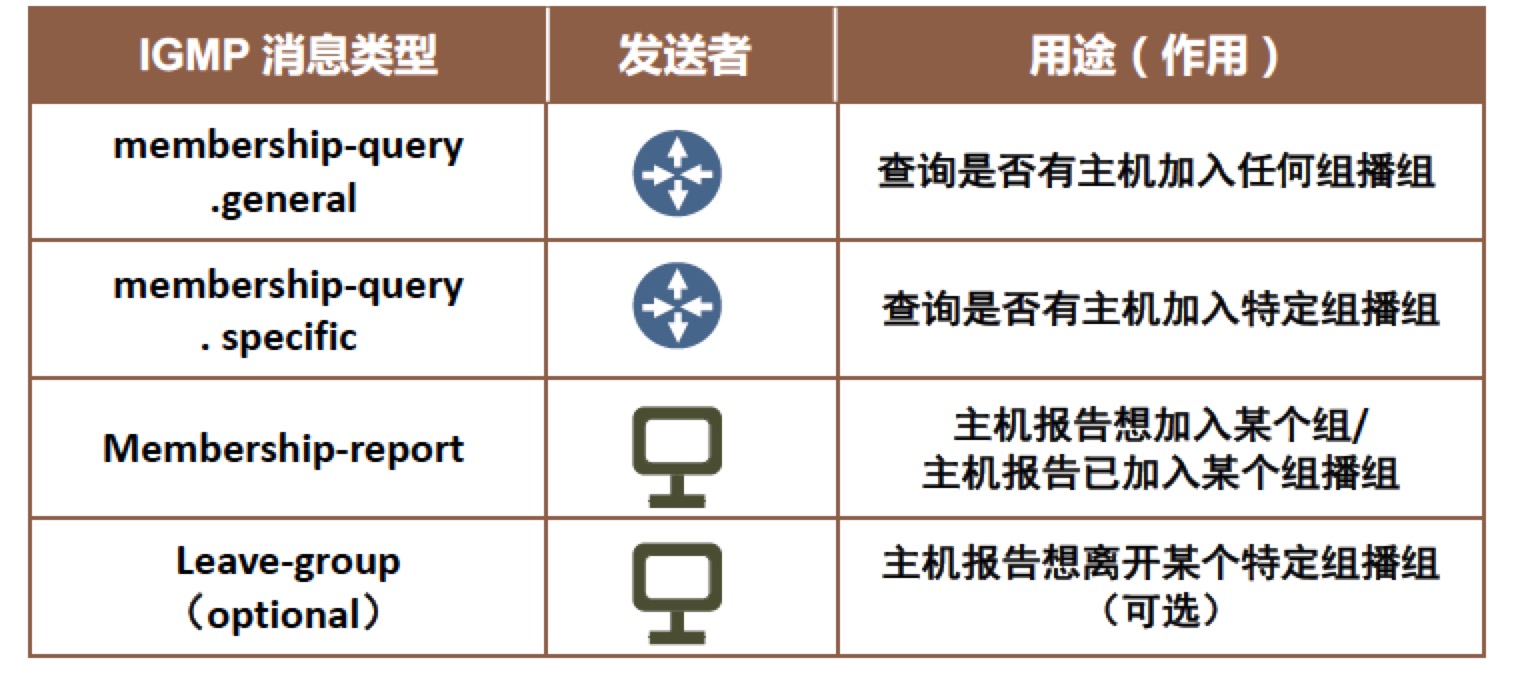 IGMP 消息类型
发送者
用途（作用）
membership-query
.general
查询是否有主机加入任何组播组
membership-query
. specific
查询是否有主机加入特定组播组
Membership-report
主机报告想加入某个组/
主机报告已加入某个组播组
Leave-group
（optional）
主机报告想离开某个特定组播组
（可选）